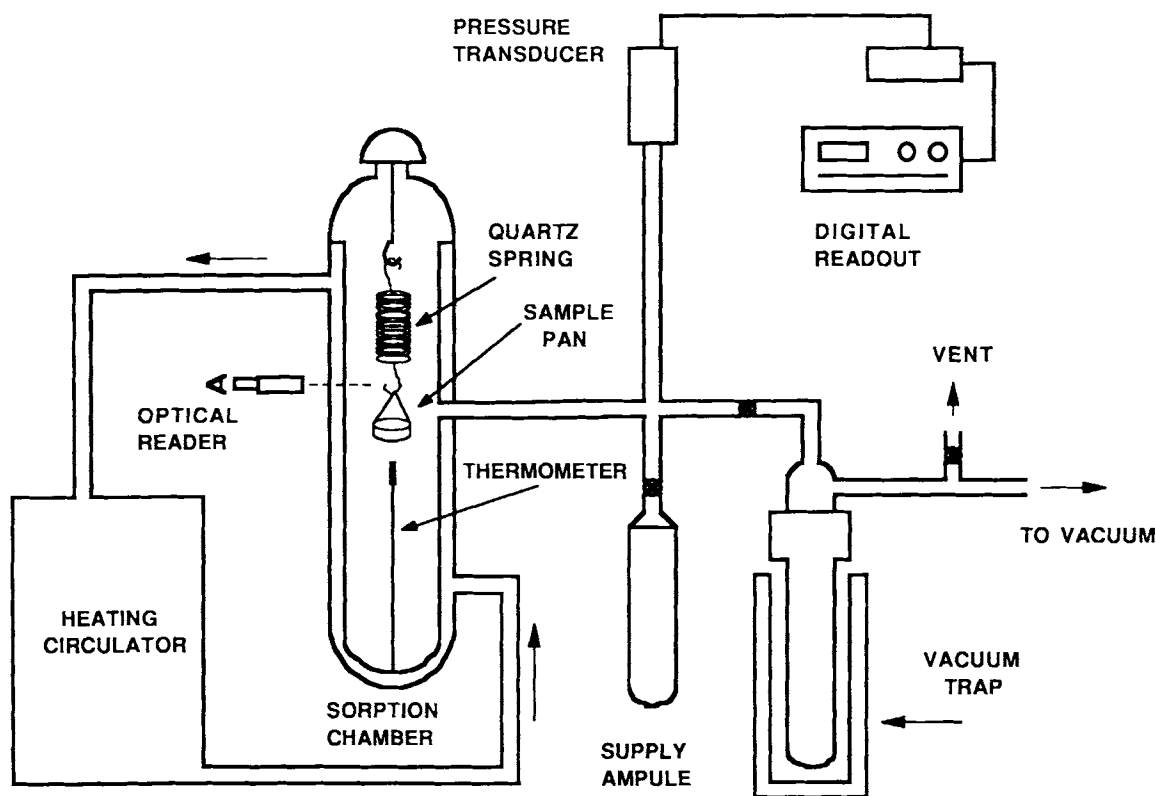 PRESSURE
TRANSDUCER
QUARTZ
SPRING
DIGITAL
READOUT
SAMPLE
PAN
VENT
OPTICAL
READER
THERMOMETER
TO VACUUM
HEATING
CIRCULATOR
VACUUM
TRAP
SORPTION
CHAMBER
SUPPLY
AMPULE